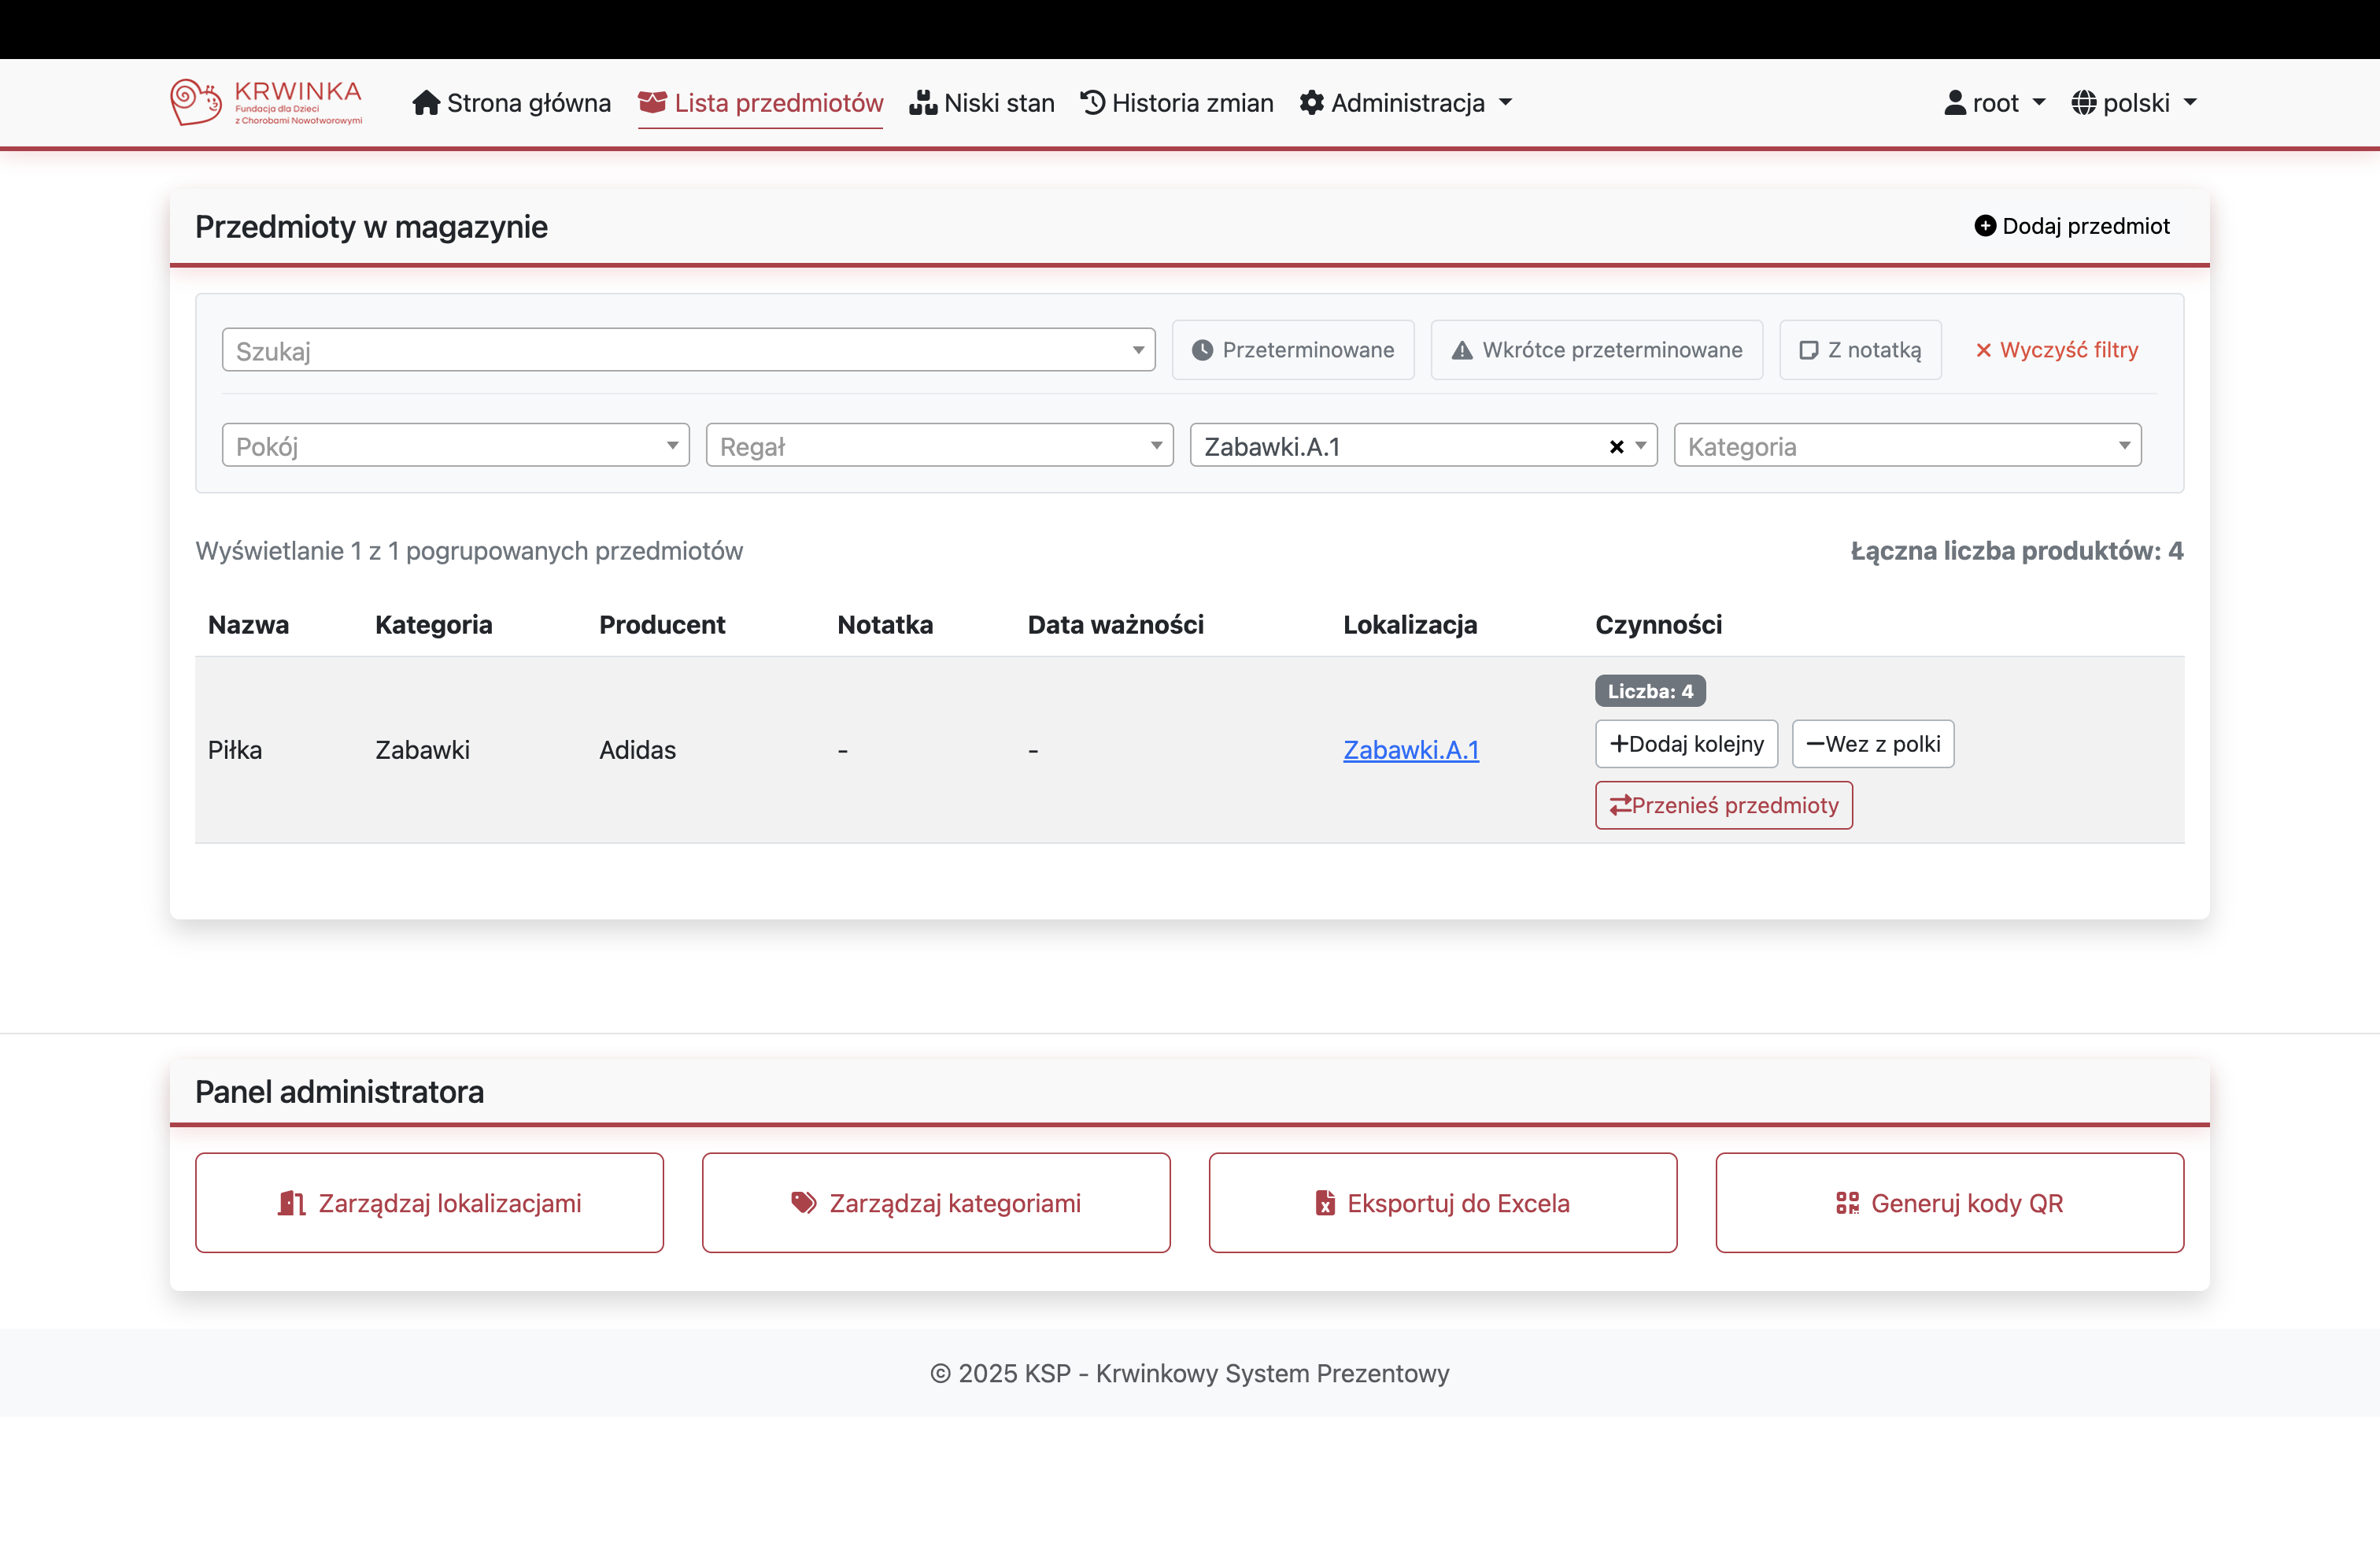 KRWINKA
Fundacja dla Dzieci
z Chorobami Nowotworowymi
Strona główna
Lista przedmiotów
Niski stan
Historia zmian
Administracja
root
polski
Przedmioty w magazynie
Dodaj przedmiot
Szukaj
Przeterminowane
Wkrótce przeterminowane
Z notatką
Wyczyść filtry
Pokój
Regał
Zabawki.A.1
Kategoria
Wyświetlanie 1 z 1 pogrupowanych przedmiotów
Łączna liczba produktów: 4
Nazwa Kategoria Producent Notatka Data ważności Lokalizacja Czynności
Liczba: 4
Piłka Zabawki Adidas - - Zabawki.A.1
Dodaj kolejny
Wez z polki
Przenieś przedmioty
Panel administratora
Zarządzaj lokalizacjami
Zarządzaj kategoriami
Eksportuj do Excela
Generuj kody QR
© 2025 KSP - Krwinkowy System Prezentowy